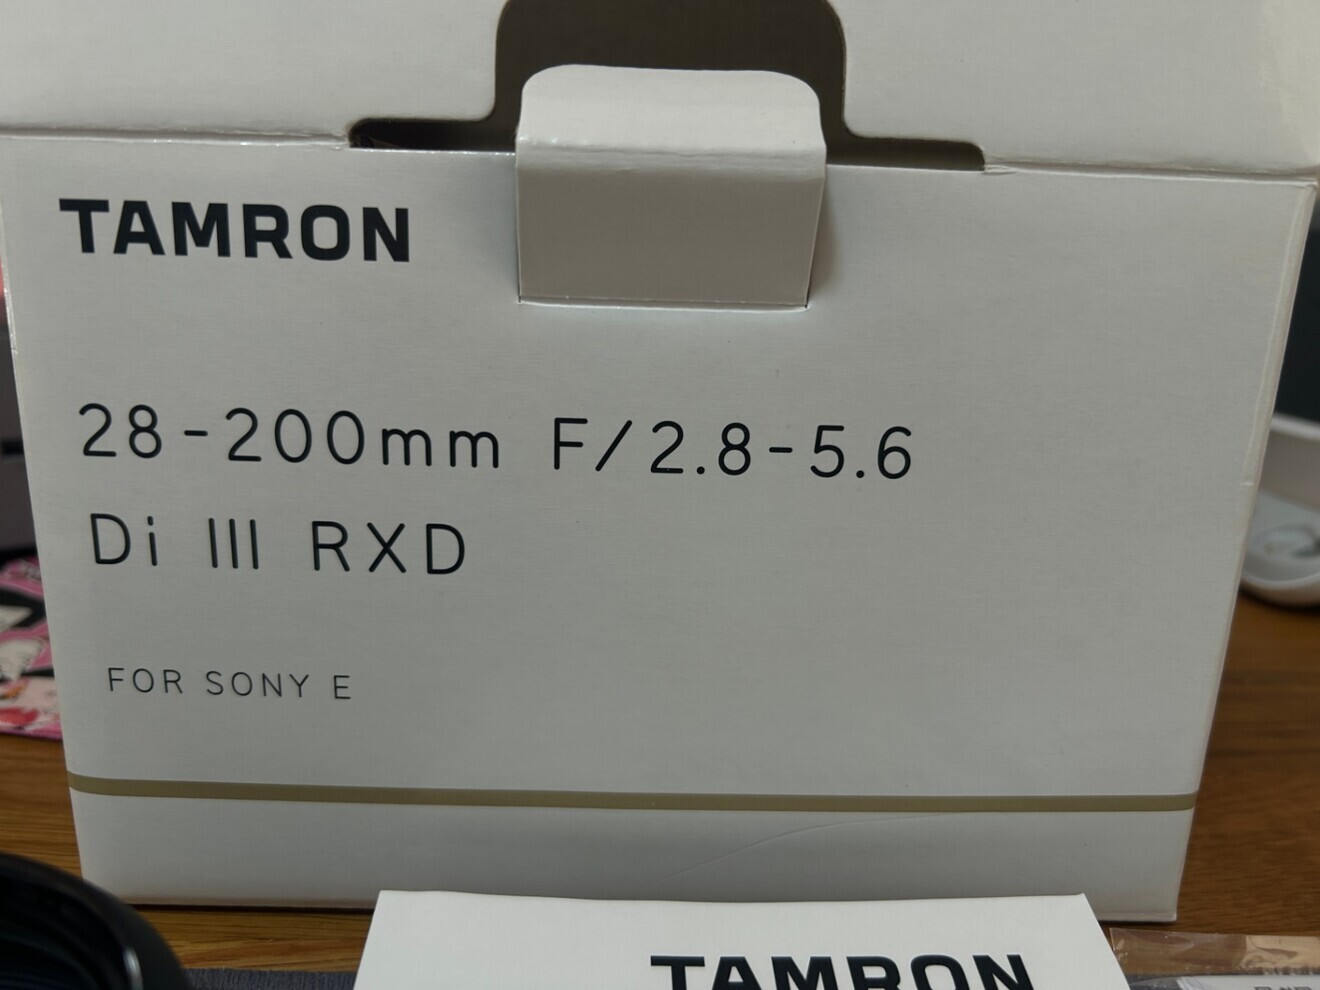 TAMRON
28-200mm F/2.8-5.6
Di III RXD
FOR SONY E
TAMRON